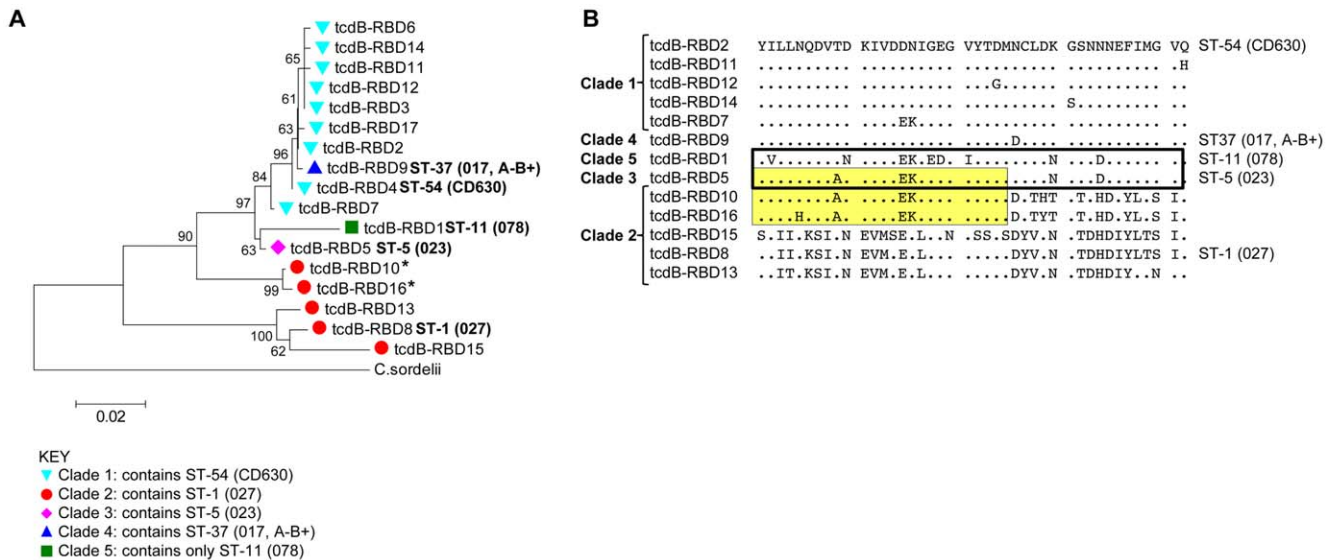 A
tcdB-RBD6
tcdB-RBD14
tcdB-RBD11
tcdB-RBD12
tcdB-RBD3
tcdB-RBD17
tcdB-RBD2
tcdB-RBD9 ST-37 (017, A-B+)
tcdB-RBD4 ST-54 (CD630)
tcdB-RBD7
tcdB-RBD1 ST-11 (078)
tcdB-RBD5 ST-5 (023)
tcdB-RBD10*
tcdB-RBD16*
tcdB-RBD13
tcdB-RBD8 ST-1 (027)
tcdB-RBD15
C.sordelii
65
61
63
96
84
97
63
90
99
100
62
0.02
KEY
Clade 1: contains ST-54 (CD630)
Clade 2: contains ST-1 (027)
Clade 3: contains ST-5 (023)
Clade 4: contains ST-37 (017, A-B+)
Clade 5: contains only ST-11 (078)
B
tcdB-RBD2 YILLNQDVTD KIVDDNIGEG VYTDMNCLDK GSNNNEFIMG VQ ST-54 (CD630)
tcdB-RBD11 .......... .......... .......... .......... .H
Clade 1 tcdB-RBD12 .......... .......... ...G...... .......... ..
tcdB-RBD14 .......... .......... .......... S......... ..
tcdB-RBD7 .......... ....EK.... .......... .......... ..
Clade 4 tcdB-RBD9 .......... .......... .....D.... .......... .. ST37 (017, A-B+)
Clade 5 tcdB-RBD1 .V.......N ....EK.ED. I........N ....D..... .. ST-11 (078)
Clade 3 tcdB-RBD5 ........A. ....EK.... .........N ....D..... .. ST-5 (023)
tcdB-RBD10 ........A. ....EK.... .....D.THT .T.HD.YL.S I.
tcdB-RBD16 ...N....A. ....EK.... .....D.TYT .T.HD.YL.S I.
Clade 2 tcdB-RBD15 S.II.KSI.N EVMSE.L..N .SS.SDYV.N .TDHDIYLTS I.
tcdB-RBD8 ..II.KSI.N EVM.E.L... .....DYV.N .TDHDIYLTS I. ST-1 (027)
tcdB-RBD13 ..IT.KSI.N EVM.E.L... .....DYV.N .TDHDIY..N I.